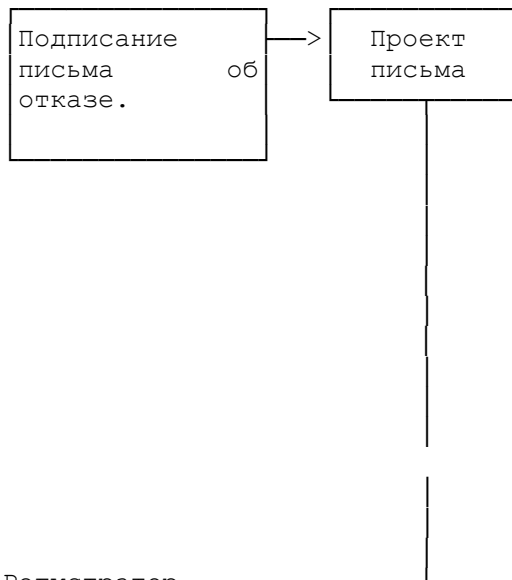 Подписание
письма об
отказе.
Проект
письма